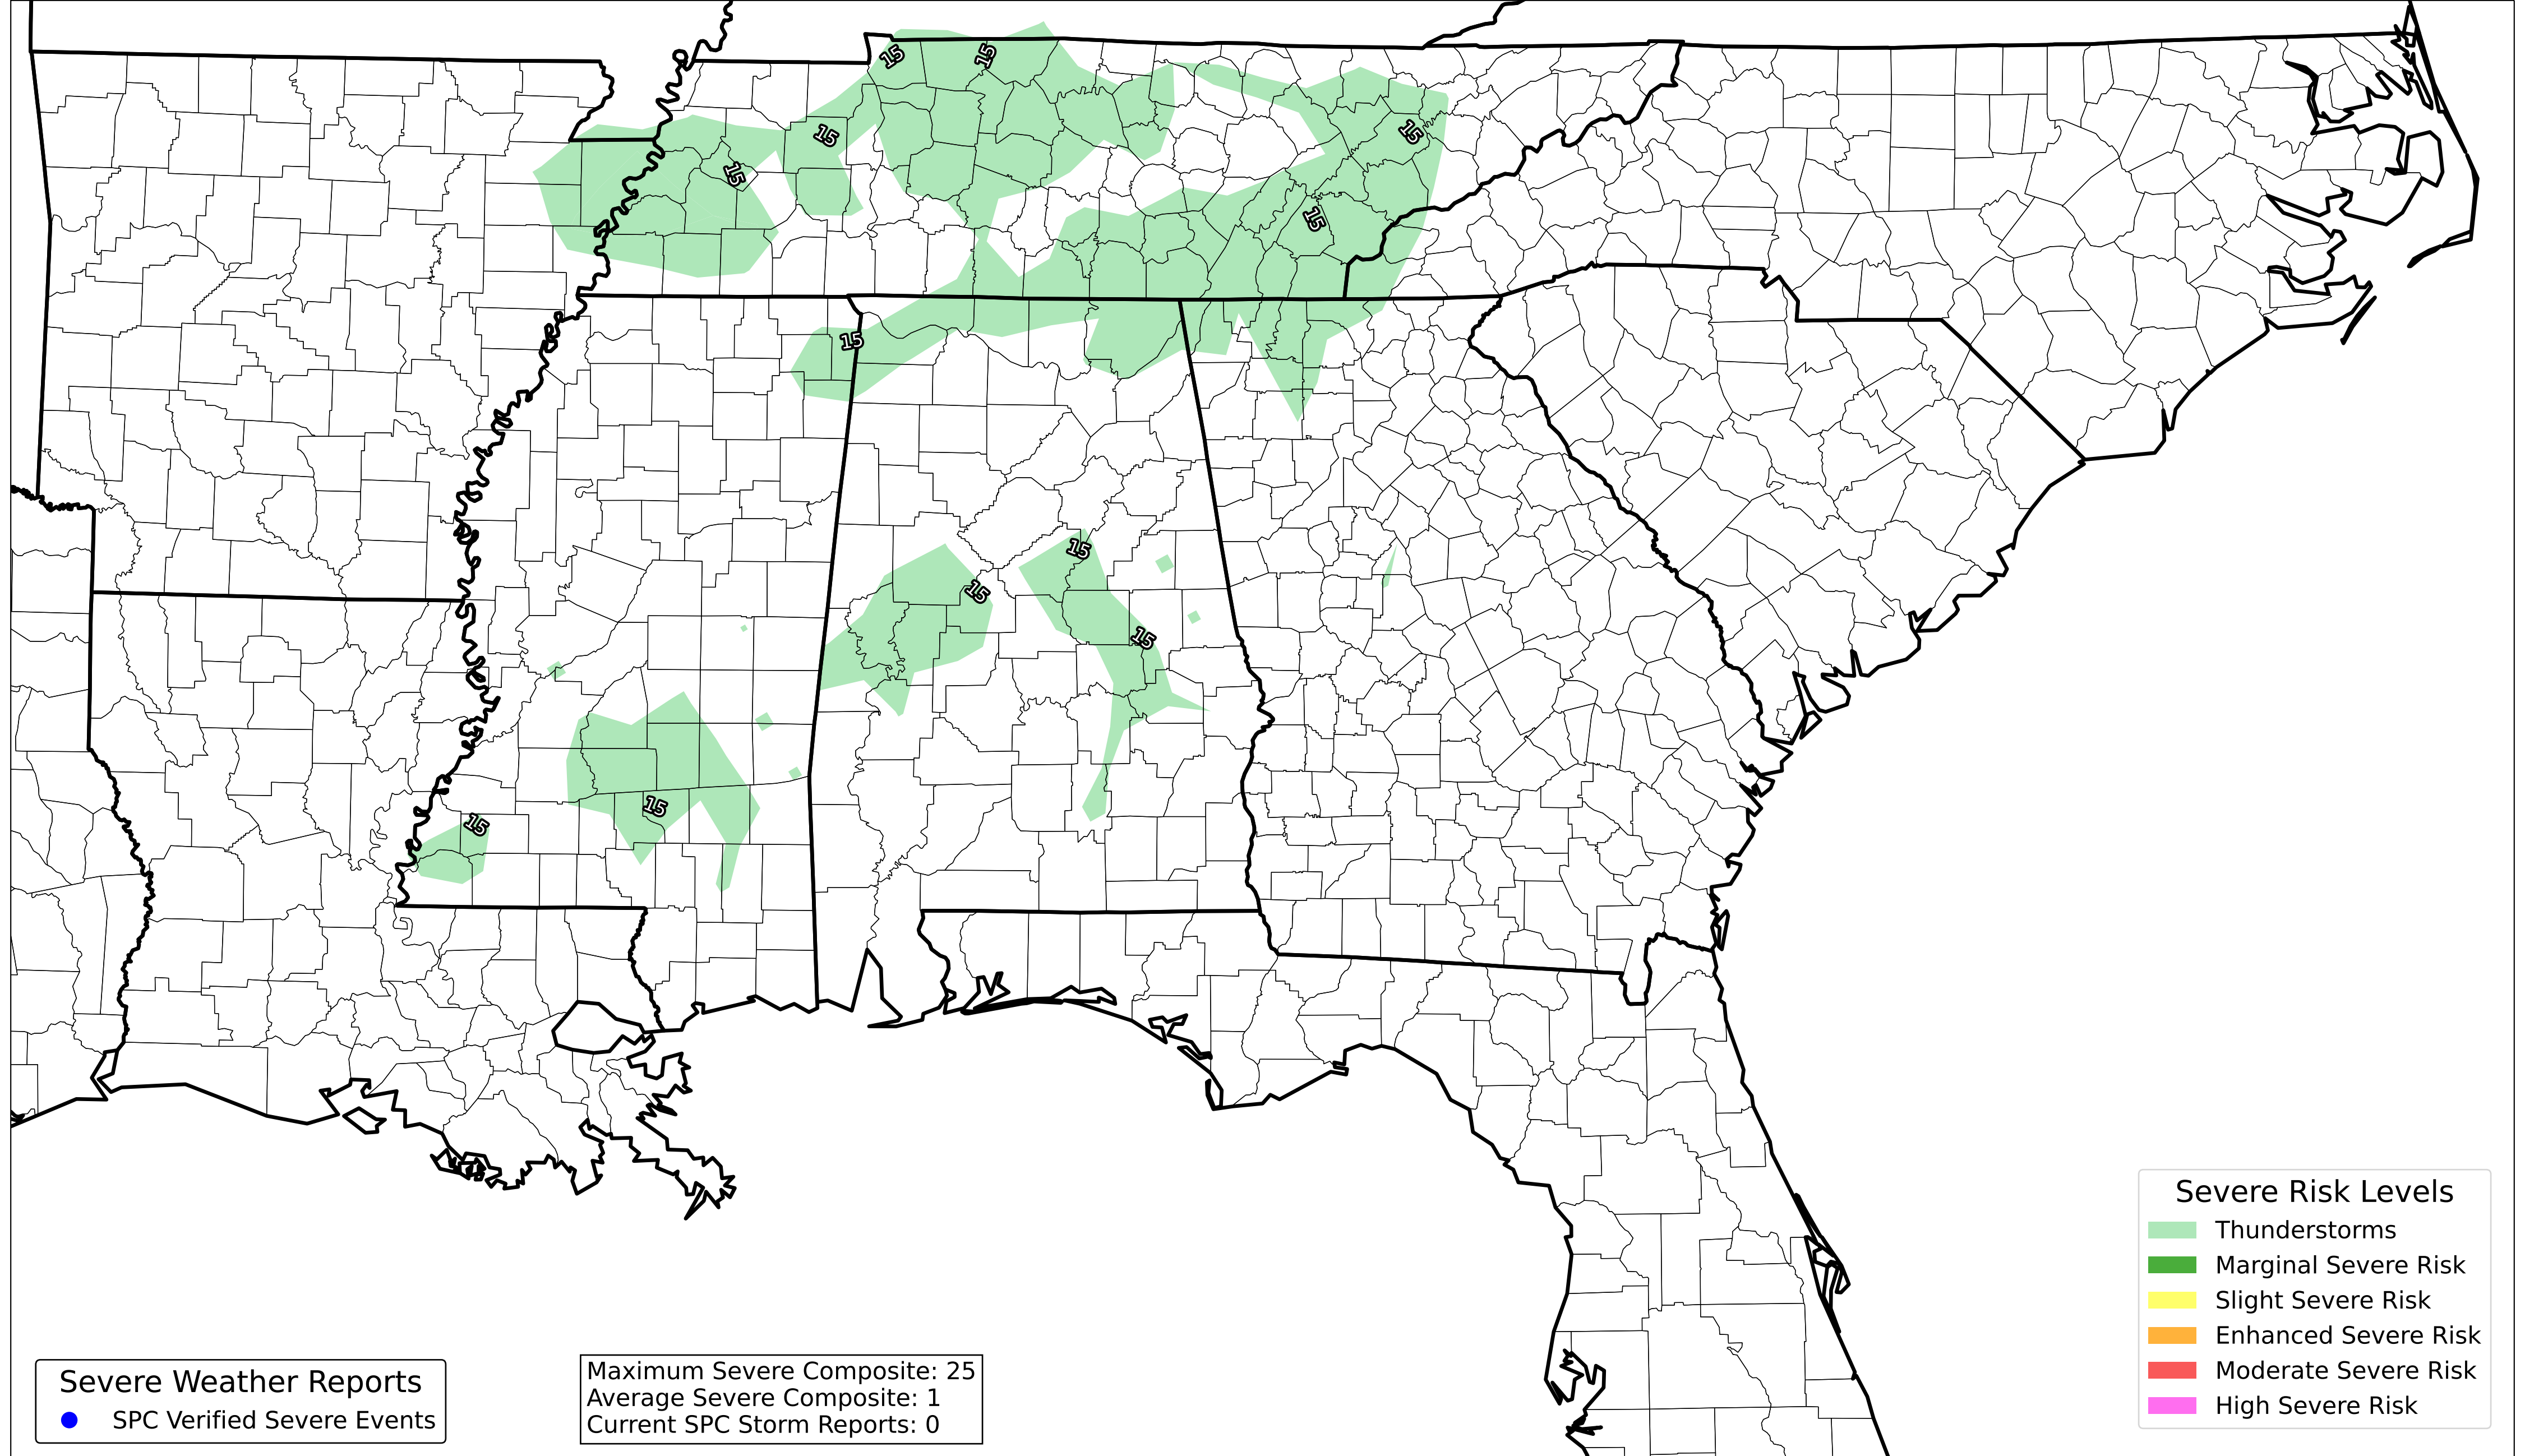 15
15
15
15
15
15
15
15
15
15
15
15
Severe Risk Levels
Thunderstorms
Marginal Severe Risk
Slight Severe Risk
Enhanced Severe Risk
Moderate Severe Risk
High Severe Risk
Severe Weather Reports
SPC Verified Severe Events
Maximum Severe Composite: 25
Average Severe Composite: 1
Current SPC Storm Reports: 0